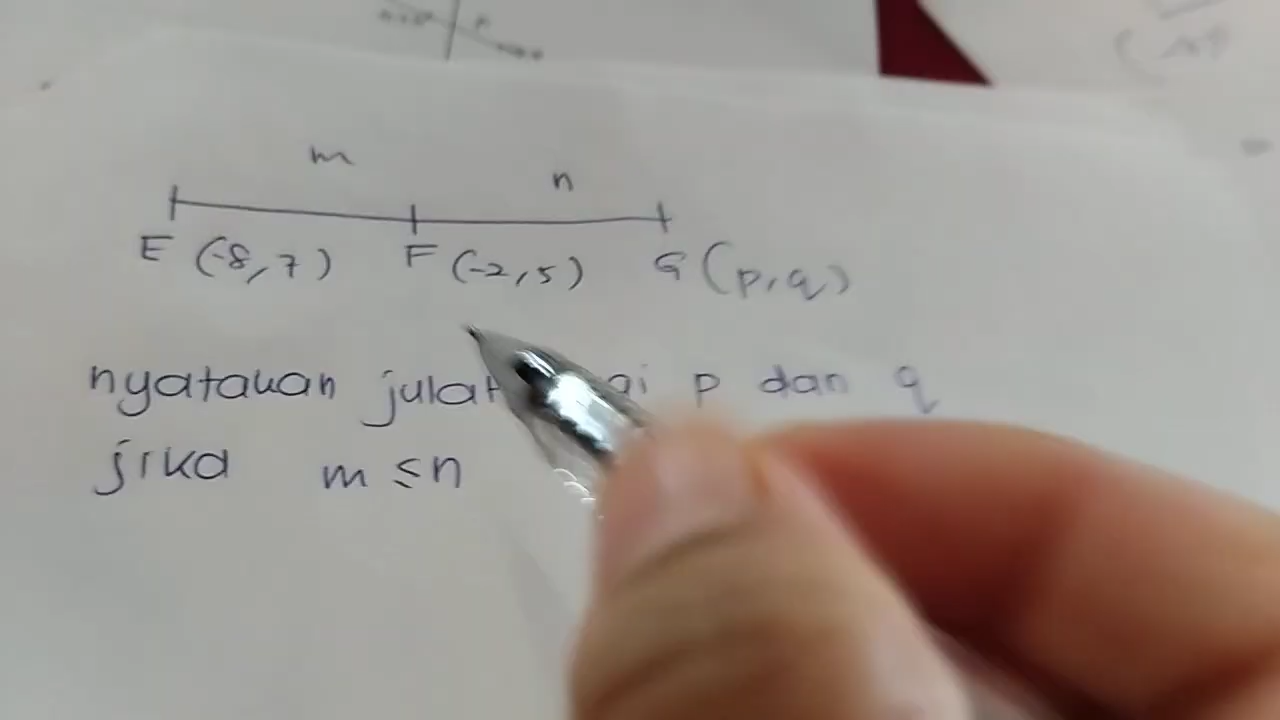 m
n
E (-8, 7) F (-2, 5) G (p, q)
nyatakan julat p dan q
jika m ≤ n